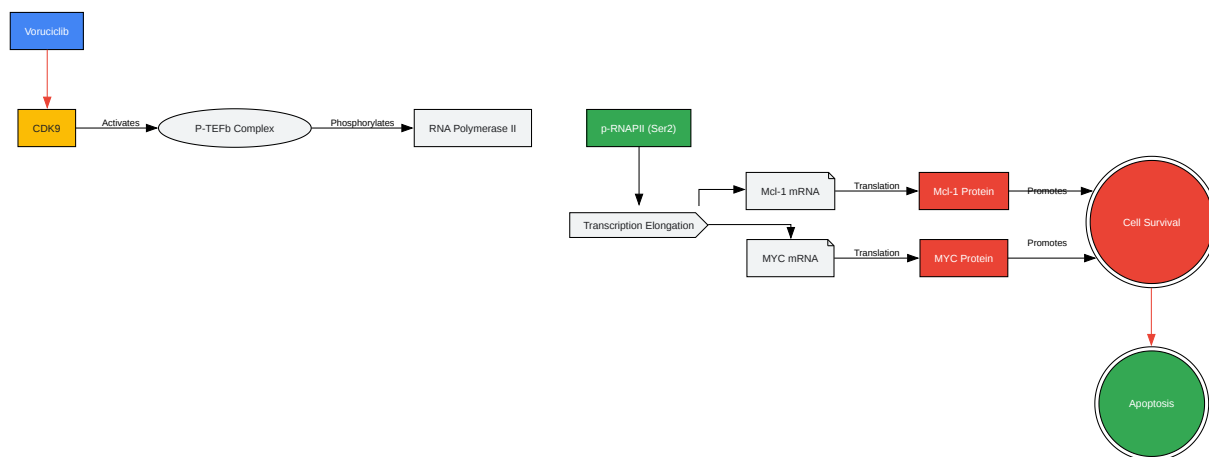 Voruciclib
CDK9
Activates
P-TEFb Complex
Phosphorylates
RNA Polymerase II
p-RNAPII (Ser2)
Transcription Elongation
Mcl-1 mRNA
Translation
Mcl-1 Protein
Promotes
MYC mRNA
Translation
MYC Protein
Promotes
Cell Survival
Apoptosis